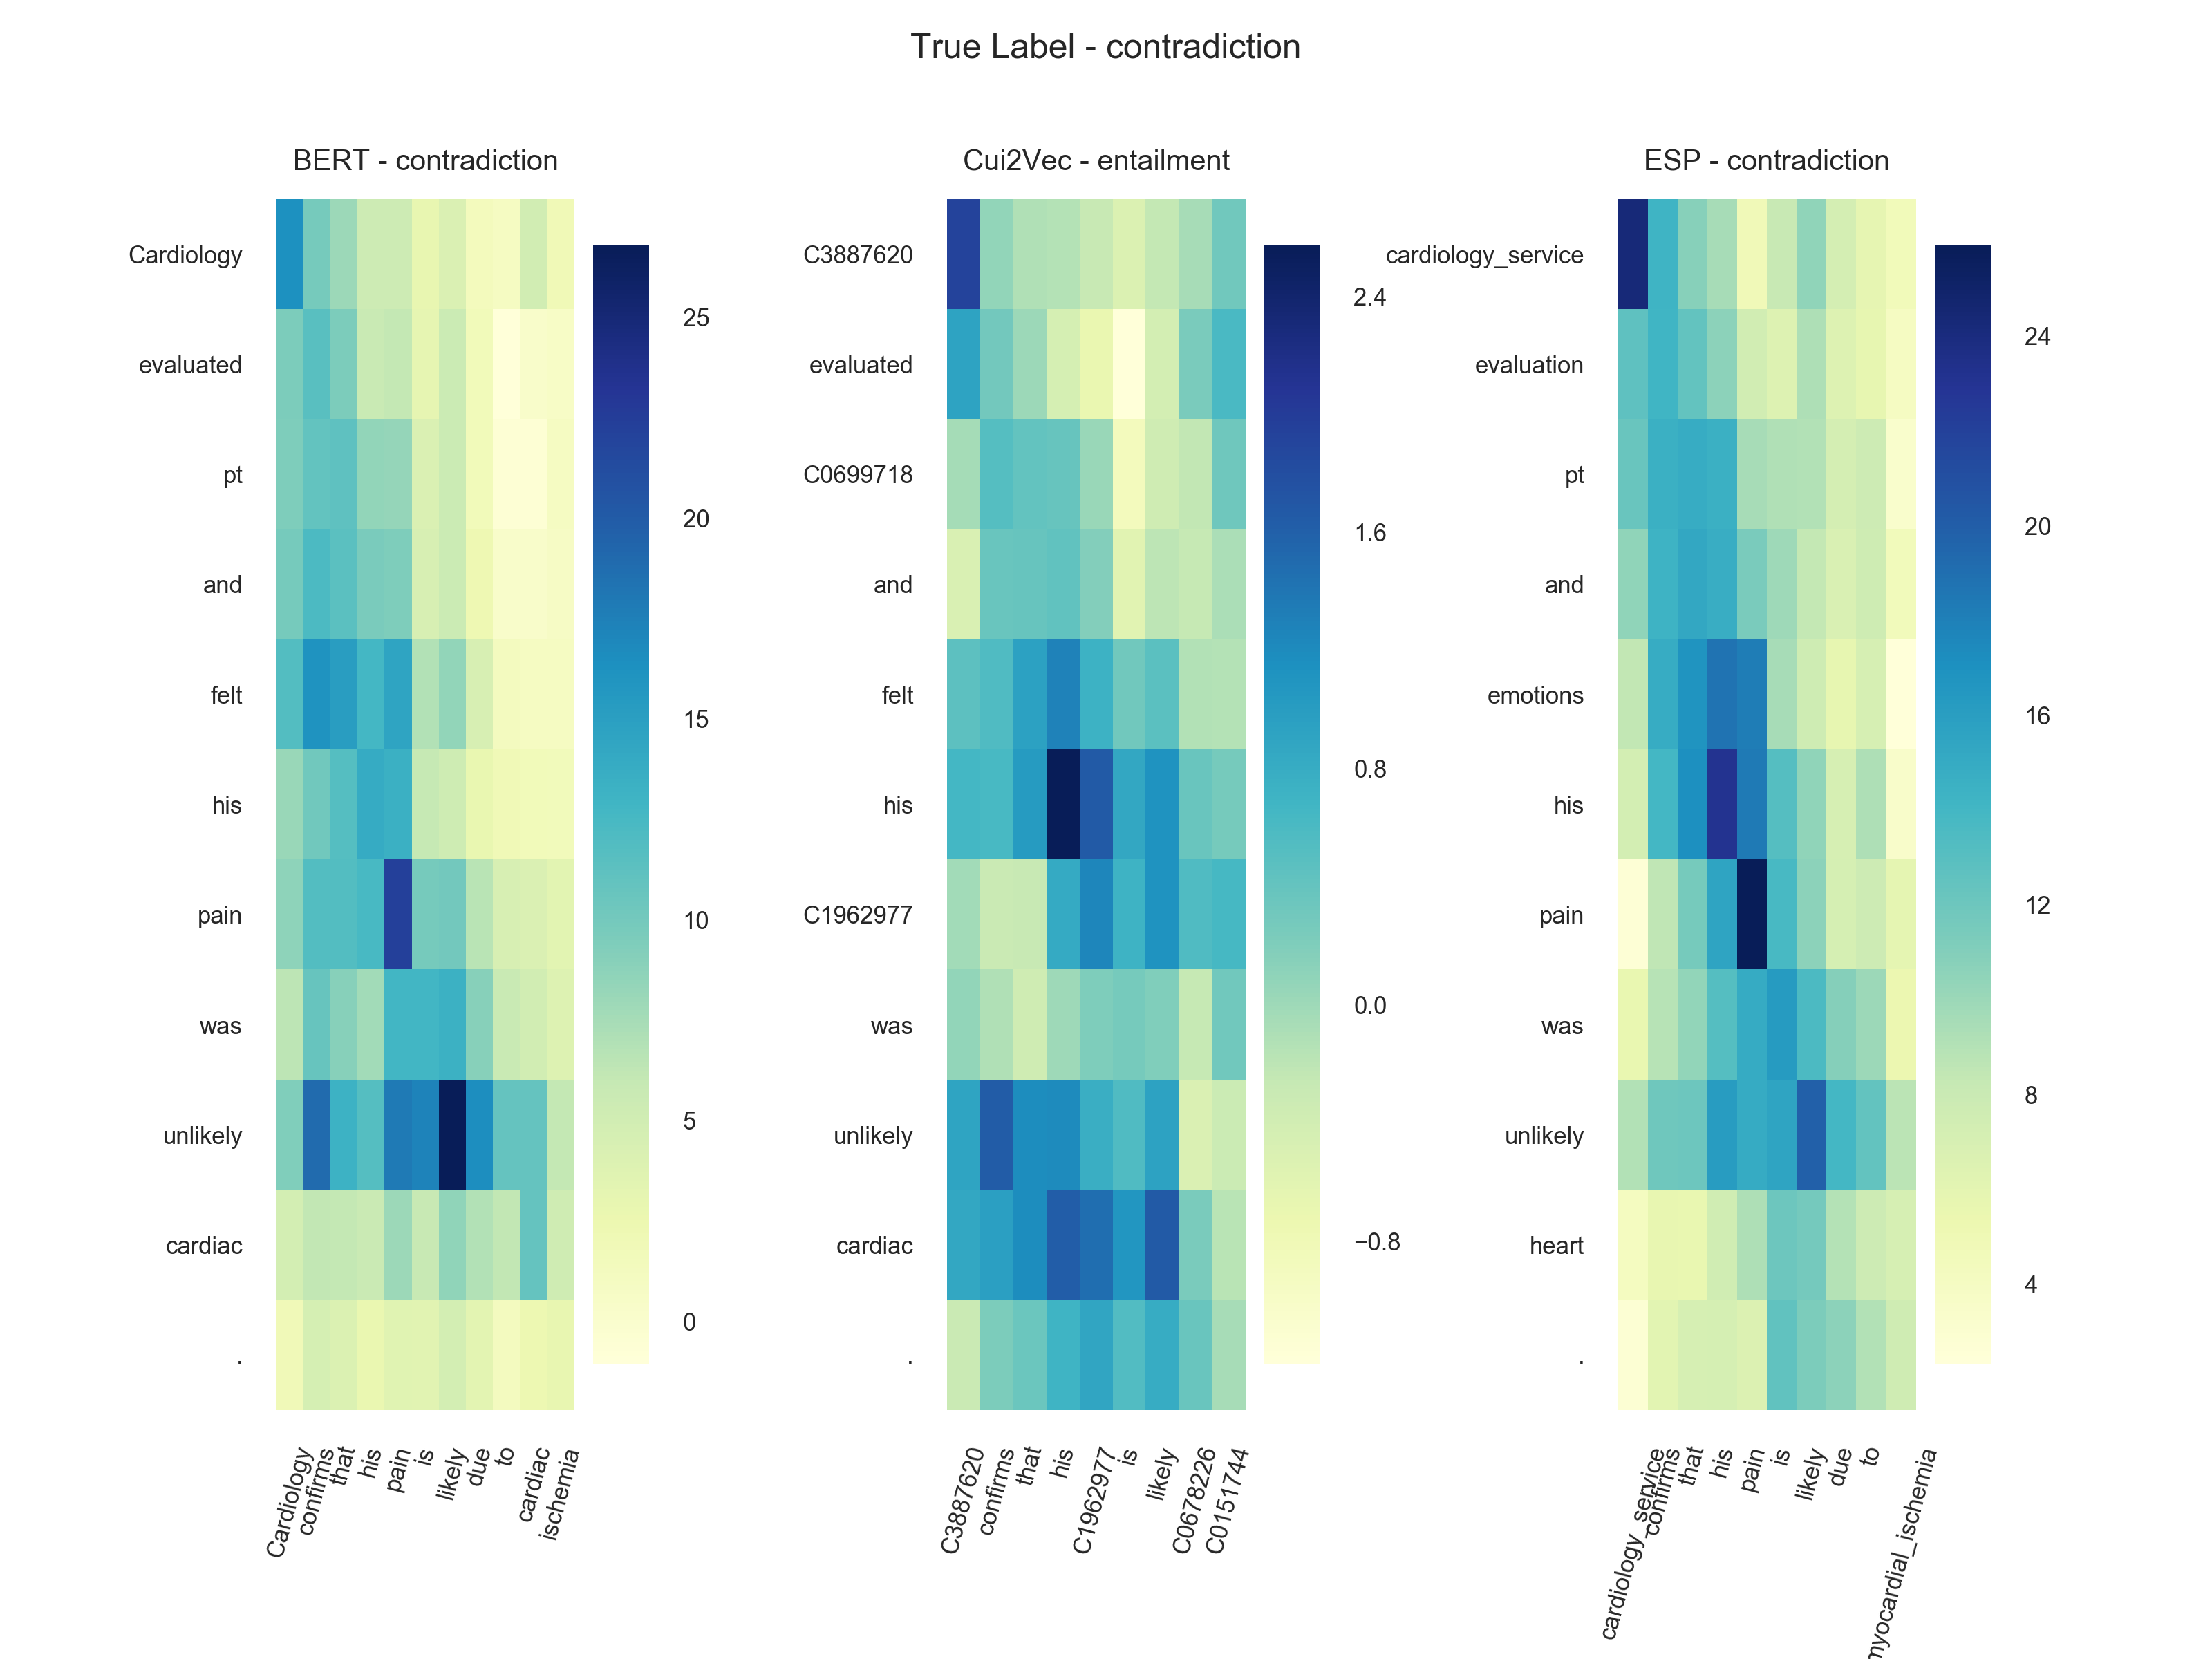 True Label - contradiction
BERT - contradiction
Cardiology
evaluated
pt
and
felt
his
pain
was
unlikely
cardiac
.
Cardiology
confirms
that
his
pain
is
likely
due
to
cardiac
ischemia
25
20
15
10
5
0
Cui2Vec - entailment
C3887620
evaluated
C0699718
and
felt
his
C1962977
was
unlikely
cardiac
.
C3887620
confirms
that
his
C1962977
is
likely
C0678226
C0151744
2.4
1.6
0.8
0.0
−0.8
ESP - contradiction
cardiology_service
evaluation
pt
and
emotions
his
pain
was
unlikely
heart
.
cardiology_service
confirms
that
his
pain
is
likely
due
to
myocardial_ischemia
24
20
16
12
8
4